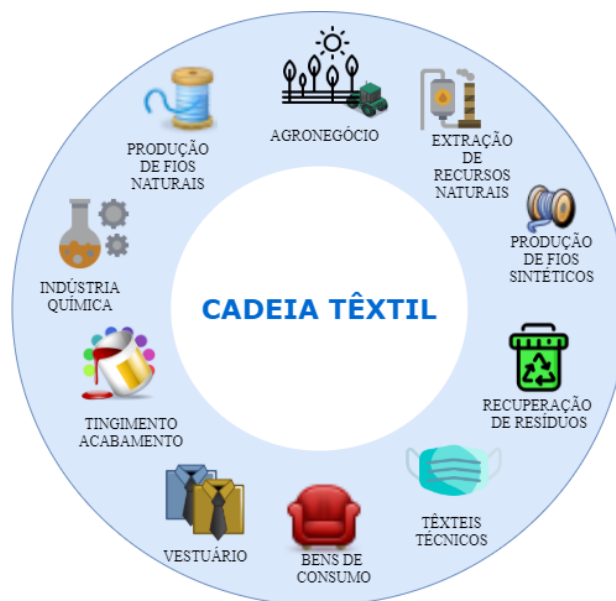 AGRONEGÓCIO
EXTRAÇÃO
DE
RECURSOS
NATURAIS
PRODUÇÃO
DE FIOS
SINTÉTICOS
RECUPERAÇÃO
DE RESÍDUOS
TÊXTEIS
TÉCNICOS
BENS DE
CONSUMO
VESTUÁRIO
TINGIMENTO
ACABAMENTO
INDÚSTRIA
QUÍMICA
PRODUÇÃO
DE FIOS
NATURAIS
CADEIA TÊXTIL